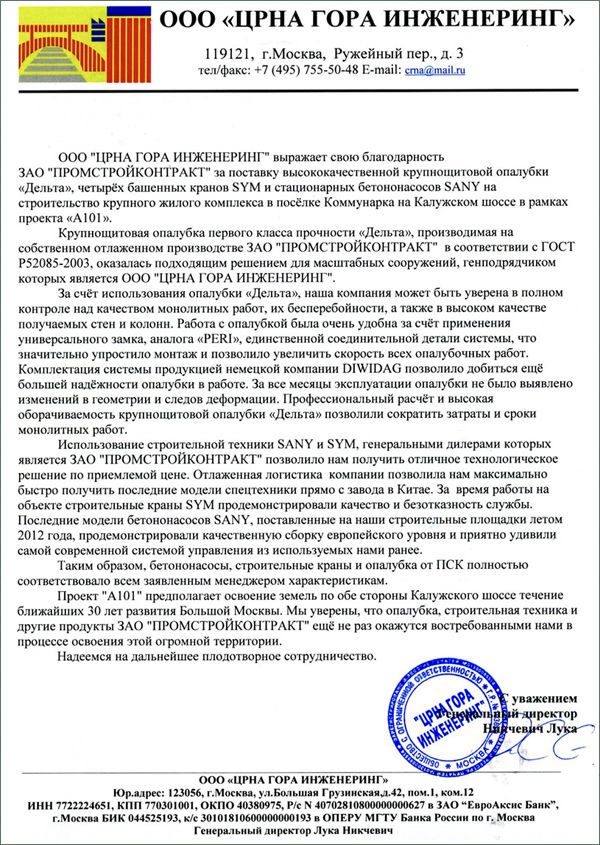 ООО «ЦРНА ГОРА ИНЖЕНЕРИНГ»
119121, г.Москва, Ружейный пер., д. 3
тел/факс: +7 (495) 755-50-48 E-mail: crna@mail.ru
ООО "ЦРНА ГОРА ИНЖЕНЕРИНГ" выражает свою благодарность
ЗАО "ПРОМСТРОЙКОНТРАКТ" за поставку высококачественной крупнощитовой опалубки
«Дельта», четырёх башенных кранов SYM и стационарных бетононасосов SANY на
строительство крупного жилого комплекса в посёлке Коммунарка на Калужском шоссе в рамках
проекта «А101».
Крупнощитовая опалубка первого класса прочности «Дельта», производимая на
собственном отлаженном производстве ЗАО "ПРОМСТРОЙКОНТРАКТ" в соответствии с ГОСТ
Р52085-2003, оказалась подходящим решением для масштабных сооружений, генподрядчиком
которых является ООО "ЦРНА ГОРА ИНЖЕНЕРИНГ".
За счёт использования опалубки «Дельта», наша компания может быть уверена в полном
контроле над качеством монолитных работ, их бесперебойности, а также в высоком качестве
получаемых стен и колонн. Работа с опалубкой была очень удобна за счёт применения
универсального замка, аналога «PERI», единственной соединительной детали системы, что
значительно упростило монтаж и позволило увеличить скорость всех опалубочных работ.
Комплектация системы продукцией немецкой компании DIWIDAG позволило добиться ещё
большей надёжности опалубки в работе. За все месяцы эксплуатации опалубки не было выявлено
изменений в геометрии и следов деформации. Профессиональный расчёт и высокая
оборачиваемость крупнощитовой опалубки «Дельта» позволили сократить затраты и сроки
монолитных работ.
Использование строительной техники SANY и SYM, генеральными дилерами которых
является ЗАО "ПРОМСТРОЙКОНТРАКТ" позволило нам получить отличное технологическое
решение по приемлемой цене. Отлаженная логистика компании позволила нам максимально
быстро получить последние модели спецтехники прямо с завода в Китае. За время работы на
объекте строительные краны SYM продемонстрировали качество и безотказность службы.
Последние модели бетононасосов SANY, поставленные на наши строительные площадки летом
2012 года, продемонстрировали качественную сборку европейского уровня и приятно удивили
самой современной системой управления из используемых нами ранее.
Таким образом, бетононасосы, строительные краны и опалубка от ПСК полностью
соответствовало всем заявленным менеджером характеристикам.
Проект "А101" предполагает освоение земель по обе стороны Калужского шоссе течение
ближайших 30 лет развития Большой Москвы. Мы уверены, что опалубка, строительная техника и
другие продукты ЗАО "ПРОМСТРОЙКОНТРАКТ" ещё не раз окажутся востребованными нами в
процессе освоения этой огромной территории.
Надеемся на дальнейшее плодотворное сотрудничество.
С уважением
Генеральный директор
Никчевич Лука
ОБЩЕСТВО С ОГРАНИЧЕННОЙ ОТВЕТСТВЕННОСТЬЮ
"ЦРНА ГОРА
ИНЖЕНЕРИНГ"
МОСКВА
ООО «ЦРНА ГОРА ИНЖЕНЕРИНГ»
Юр.адрес: 123056, г.Москва, ул.Большая Грузинская,д.42, пом.1, ком.12
ИНН 7722224651, КПП 770301001, ОКПО 40380975, Р/с N 40702810800000000627 в ЗАО “ЕвроАксис Банк”,
г.Москва БИК 044525193, к/с 30101810600000000193 в ОПЕРУ МГТУ Банка России по г. Москва
Генеральный директор Лука Никчевич